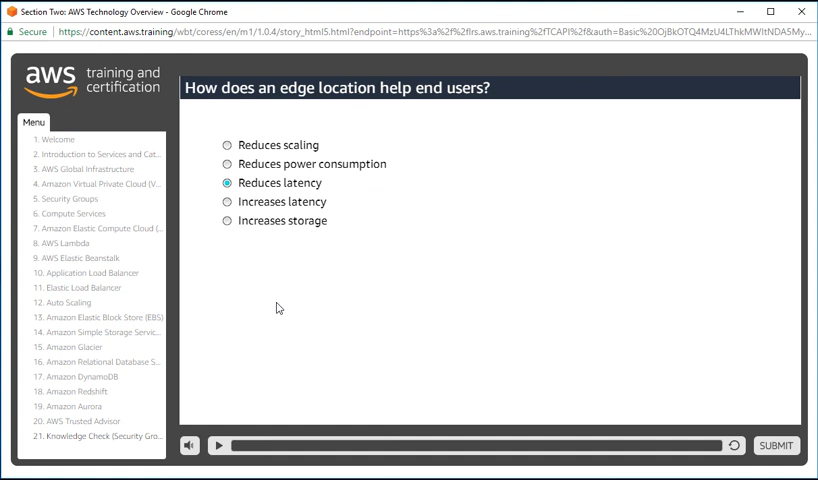 Section Two: AWS Technology Overview - Google Chrome
Secure https://content.aws.training/wbt/coress/en/m1/1.0.4/story_html5.html?endpoint=https%3a%2f%2flrs.aws.training%2fTCAPI%2f&auth=Basic%20OjBkOTQ4MzU4LThkMWItNDA5My...
aws training and
certification
Menu
1. Welcome
2. Introduction to Services and Cat...
3. AWS Global Infrastructure
4. Amazon Virtual Private Cloud (V...
5. Security Groups
6. Compute Services
7. Amazon Elastic Compute Cloud (...
8. AWS Lambda
9. AWS Elastic Beanstalk
10. Application Load Balancer
11. Elastic Load Balancer
12. Auto Scaling
13. Amazon Elastic Block Store (EBS)
14. Amazon Simple Storage Servic...
15. Amazon Glacier
16. Amazon Relational Database S...
17. Amazon DynamoDB
18. Amazon Redshift
19. Amazon Aurora
20. AWS Trusted Advisor
21. Knowledge Check (Security Gro...
How does an edge location help end users?
Reduces scaling
Reduces power consumption
Reduces latency
Increases latency
Increases storage
SUBMIT